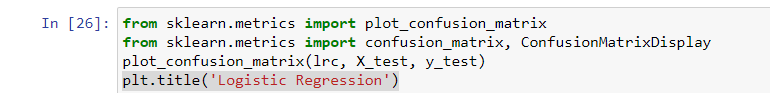 In [26]: from sklearn.metrics import plot_confusion_matrix
from sklearn.metrics import confusion_matrix, ConfusionMatrixDisplay
plot_confusion_matrix(lrc, X_test, y_test)
plt.title('Logistic Regression')